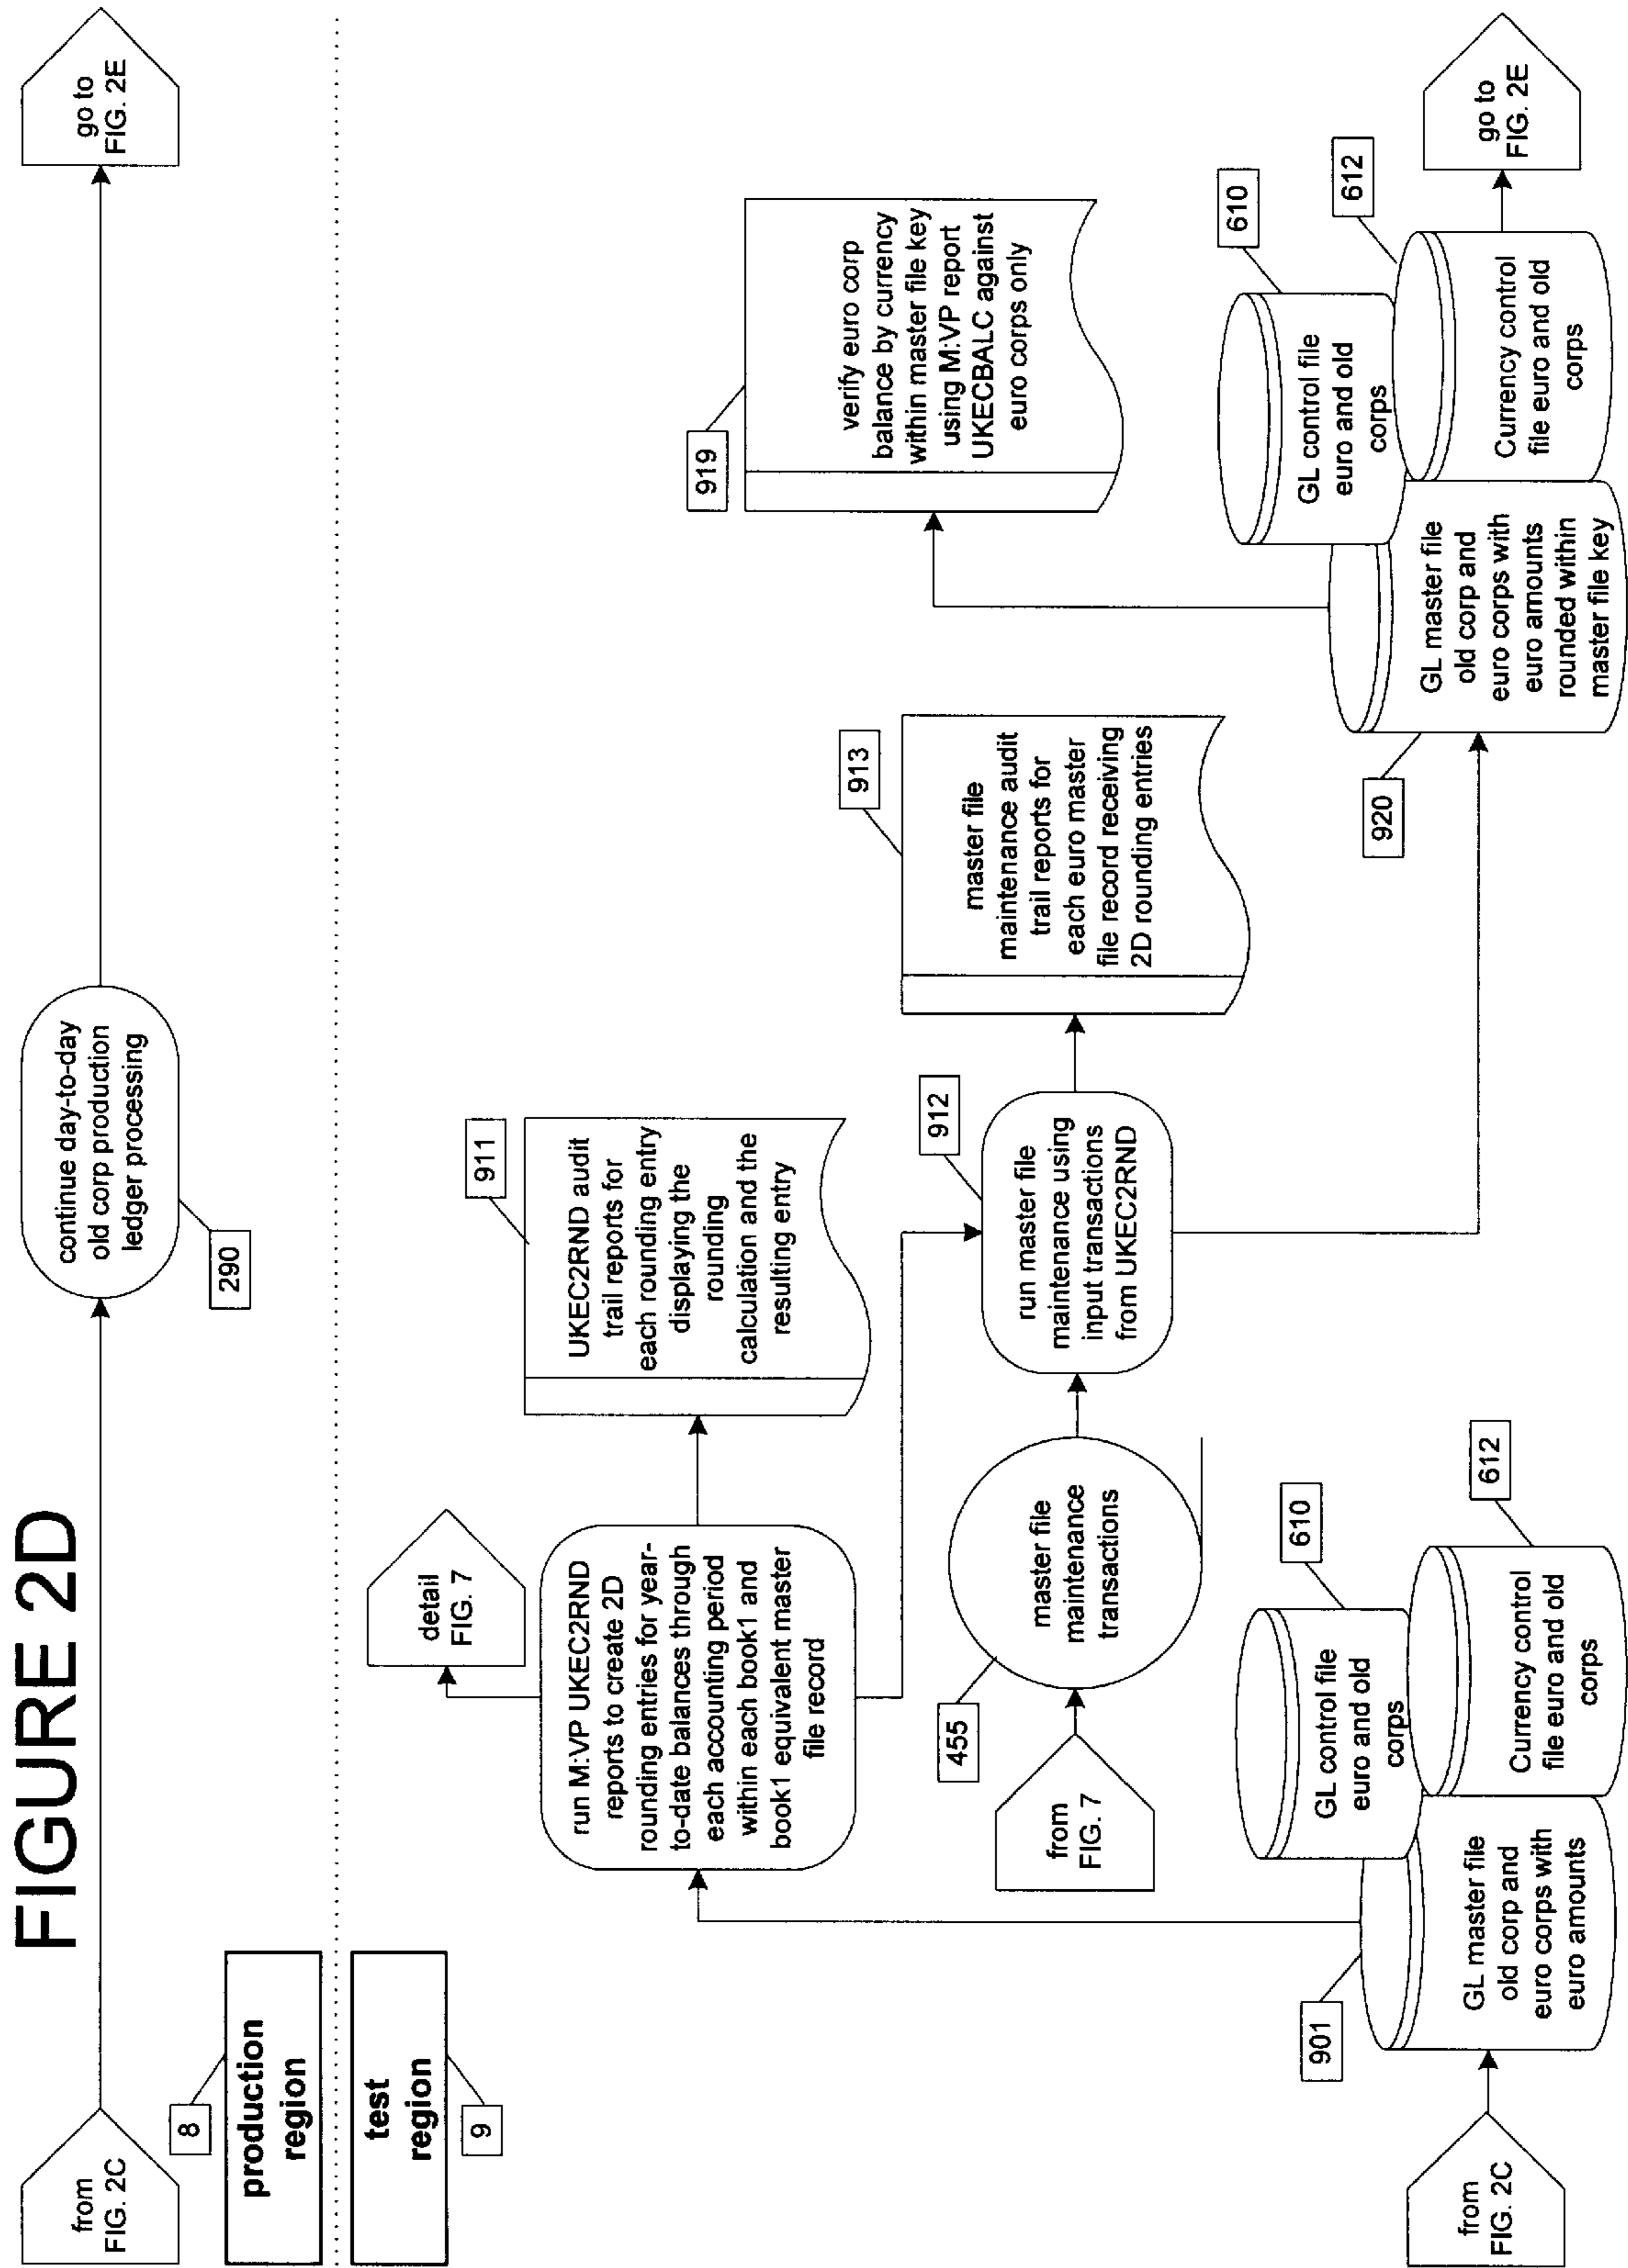 FIGURE 2D
from
FIG. 2C
continue day-to-day
old corp production
ledger processing
290
go to
FIG. 2E
8
production
region
test
region
9
detail
FIG. 7
run M:VP UKEC2RND
reports to create 2D
rounding entries for year-
to-date balances through
each accounting period
within each book1 and
book1 equivalent master
file record
911
UKEC2RND audit
trail reports for
each rounding entry
displaying the
rounding
calculation and the
resulting entry
from
FIG. 7
455
master file
maintenance
transactions
912
run master file
maintenance using
input transactions
from UKEC2RND
913
master file
maintenance audit
trail reports for
each euro master
file record receiving
2D rounding entries
919
verify euro corp
balance by currency
within master file key
using M:VP report
UKECBALC against
euro corps only
from
FIG. 2C
901
GL master file
old corp and
euro corps with
euro amounts
610
GL control file
euro and old
corps
612
Currency control
file euro and old
corps
920
GL master file
old corp and
euro corps with
euro amounts
rounded within
master file key
610
GL control file
euro and old
corps
612
Currency control
file euro and old
corps
go to
FIG. 2E